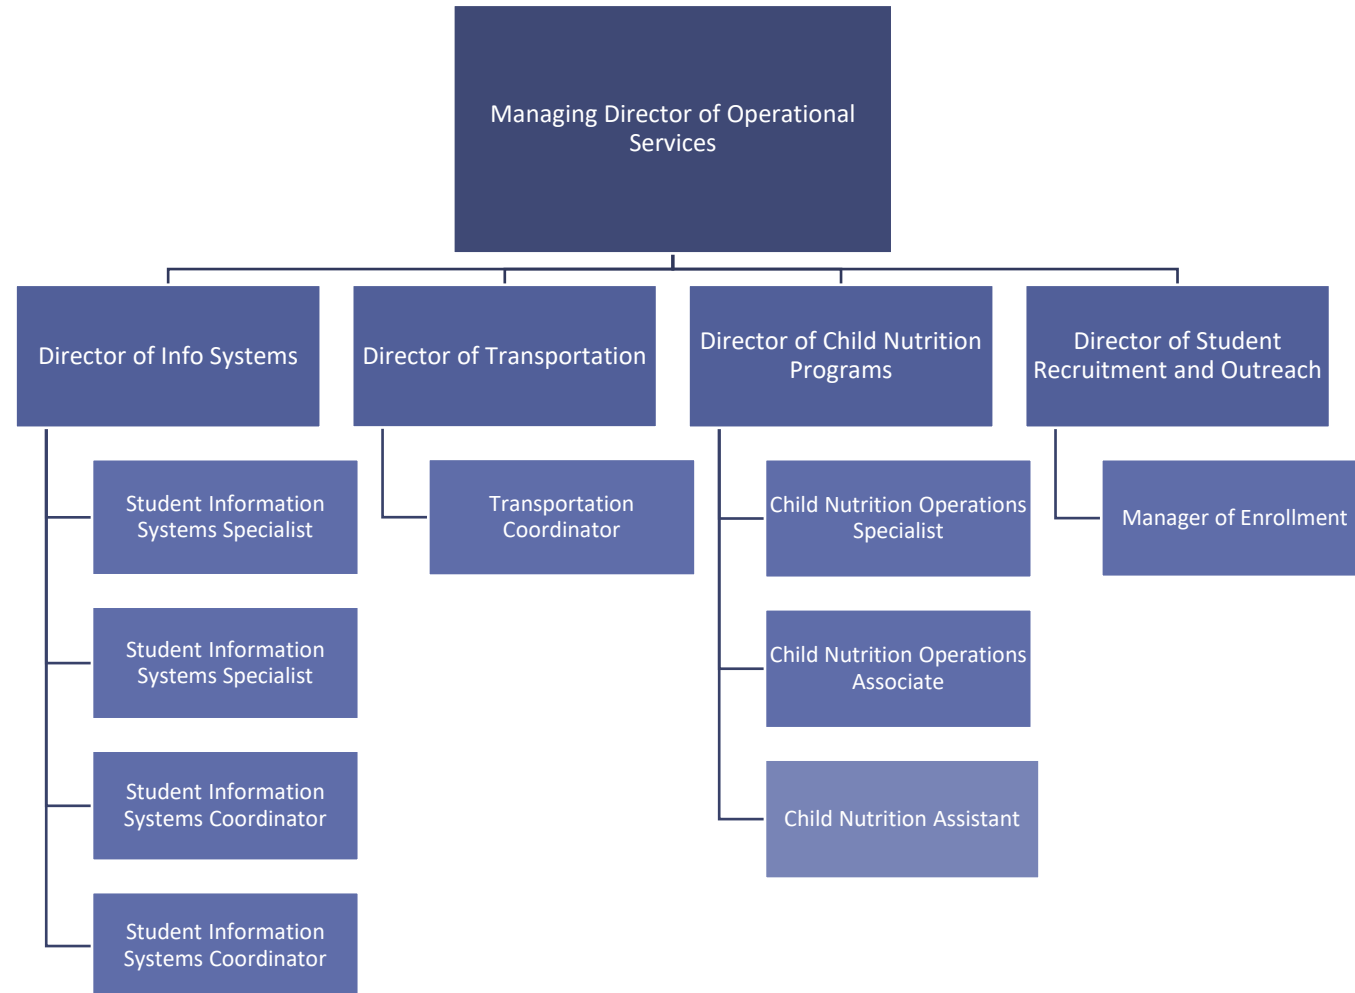 Managing Director of Operational
Services
Director of Info Systems
Director of Transportation
Director of Child Nutrition
Programs
Director of Student
Recruitment and Outreach
Student Information
Systems Specialist
Student Information
Systems Specialist
Student Information
Systems Coordinator
Student Information
Systems Coordinator
Transportation
Coordinator
Child Nutrition Operations
Specialist
Child Nutrition Operations
Associate
Child Nutrition Assistant
Manager of Enrollment